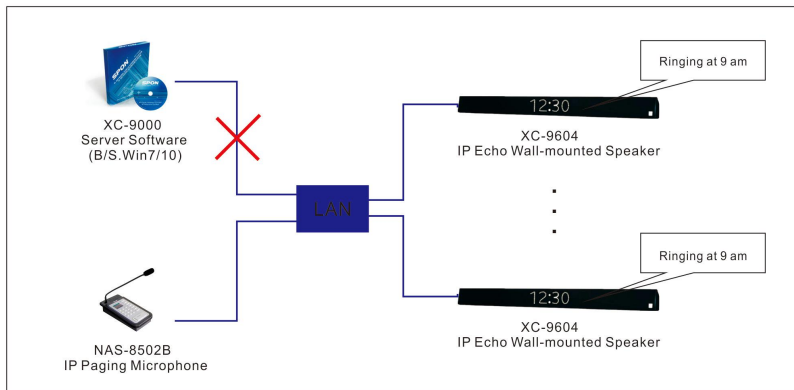 SPON
SPON
XC-9000
Server Software
(B/S.Win7/10)
LAN
NAS-8502B
IP Paging Microphone
Ringing at 9 am
12:30
XC-9604
IP Echo Wall-mounted Speaker
Ringing at 9 am
12:30
XC-9604
IP Echo Wall-mounted Speaker